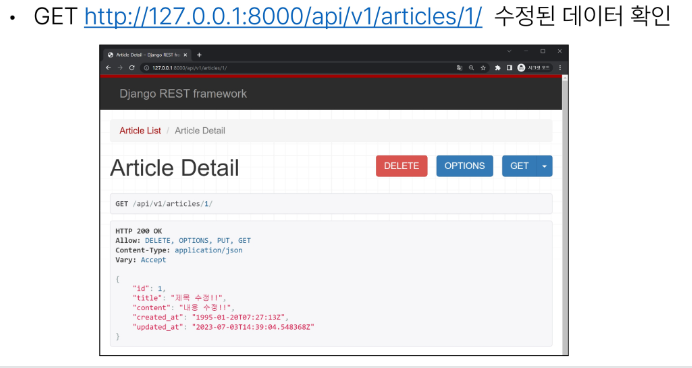 • GET http://127.0.0.1:8000/api/v1/articles/1/ 수정된 데이터 확인
Article Detail – Django REST fra
127.0.0.1:8000/api/v1/articles/1/
Django REST framework
Article List / Article Detail
Article Detail
DELETE
OPTIONS
GET
GET /api/v1/articles/1/
HTTP 200 OK
Allow: DELETE, OPTIONS, PUT, GET
Content-Type: application/json
Vary: Accept
{
"id": 1,
"title": "제목 수정!!",
"content": "내용 수정!!",
"created_at": "1995-01-20T07:27:13Z",
"updated_at": "2023-07-03T14:39:04.548368Z"
}